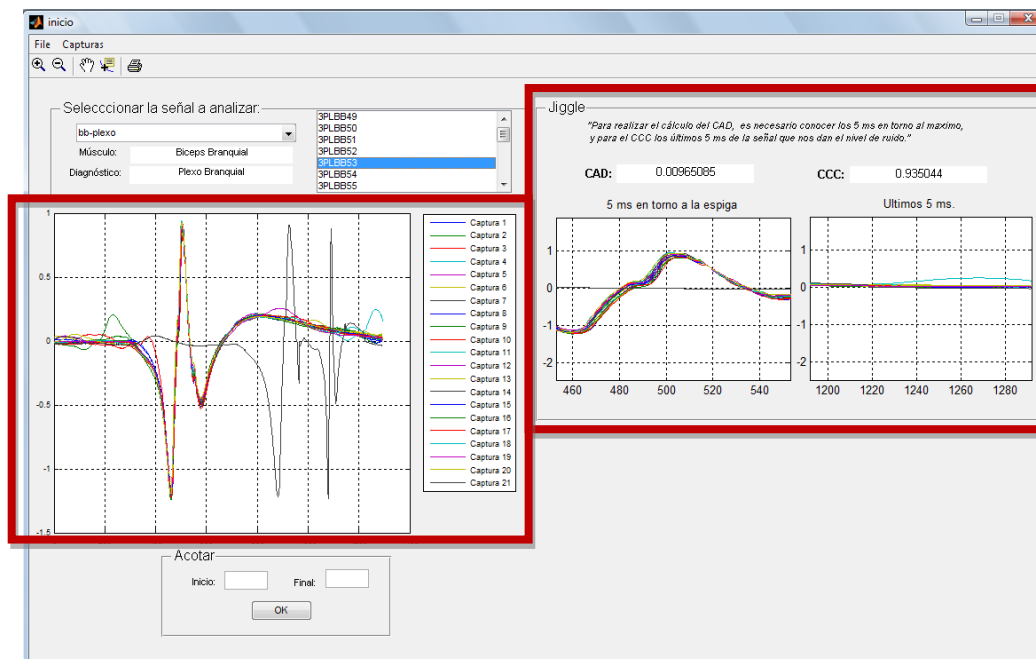 inicio
File Capturas
Selecccionar la señal a analizar:
bb-plexo
Músculo: Biceps Branquial
Diagnóstico: Plexo Branquial
3PLBB49
3PLBB50
3PLBB51
3PLBB52
3PLBB53
3PLBB54
3PLBB55
Jiggle
"Para realizar el cálculo del CAD, es necesario conocer los 5 ms en torno al maximo,
y para el CCC los últimos 5 ms de la señal que nos dan el nivel de ruido."
CAD: 0.00965085 CCC: 0.935044
5 ms en torno a la espiga
1
0
-1
-2
460 480 500 520 540
Ultimos 5 ms.
1
0
-1
-2
1200 1220 1240 1260 1280
1
0.5
0
-0.5
-1
-1.5
Captura 1
Captura 2
Captura 3
Captura 4
Captura 5
Captura 6
Captura 7
Captura 8
Captura 9
Captura 10
Captura 11
Captura 12
Captura 13
Captura 14
Captura 15
Captura 16
Captura 17
Captura 18
Captura 19
Captura 20
Captura 21
Acotar
Inicio: Final:
OK